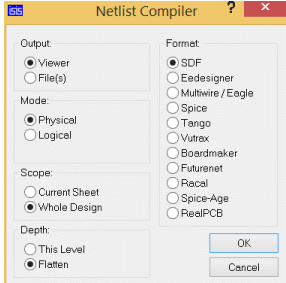 ISIS
Netlist Compiler
?
x
Output:
Viewer
File(s)
Mode:
Physical
Logical
Scope:
Current Sheet
Whole Design
Depth:
This Level
Flatten
Format:
SDF
Eedesigner
Multiwire / Eagle
Spice
Tango
Vutrax
Boardmaker
Futurenet
Racal
Spice-Age
RealPCB
OK
Cancel